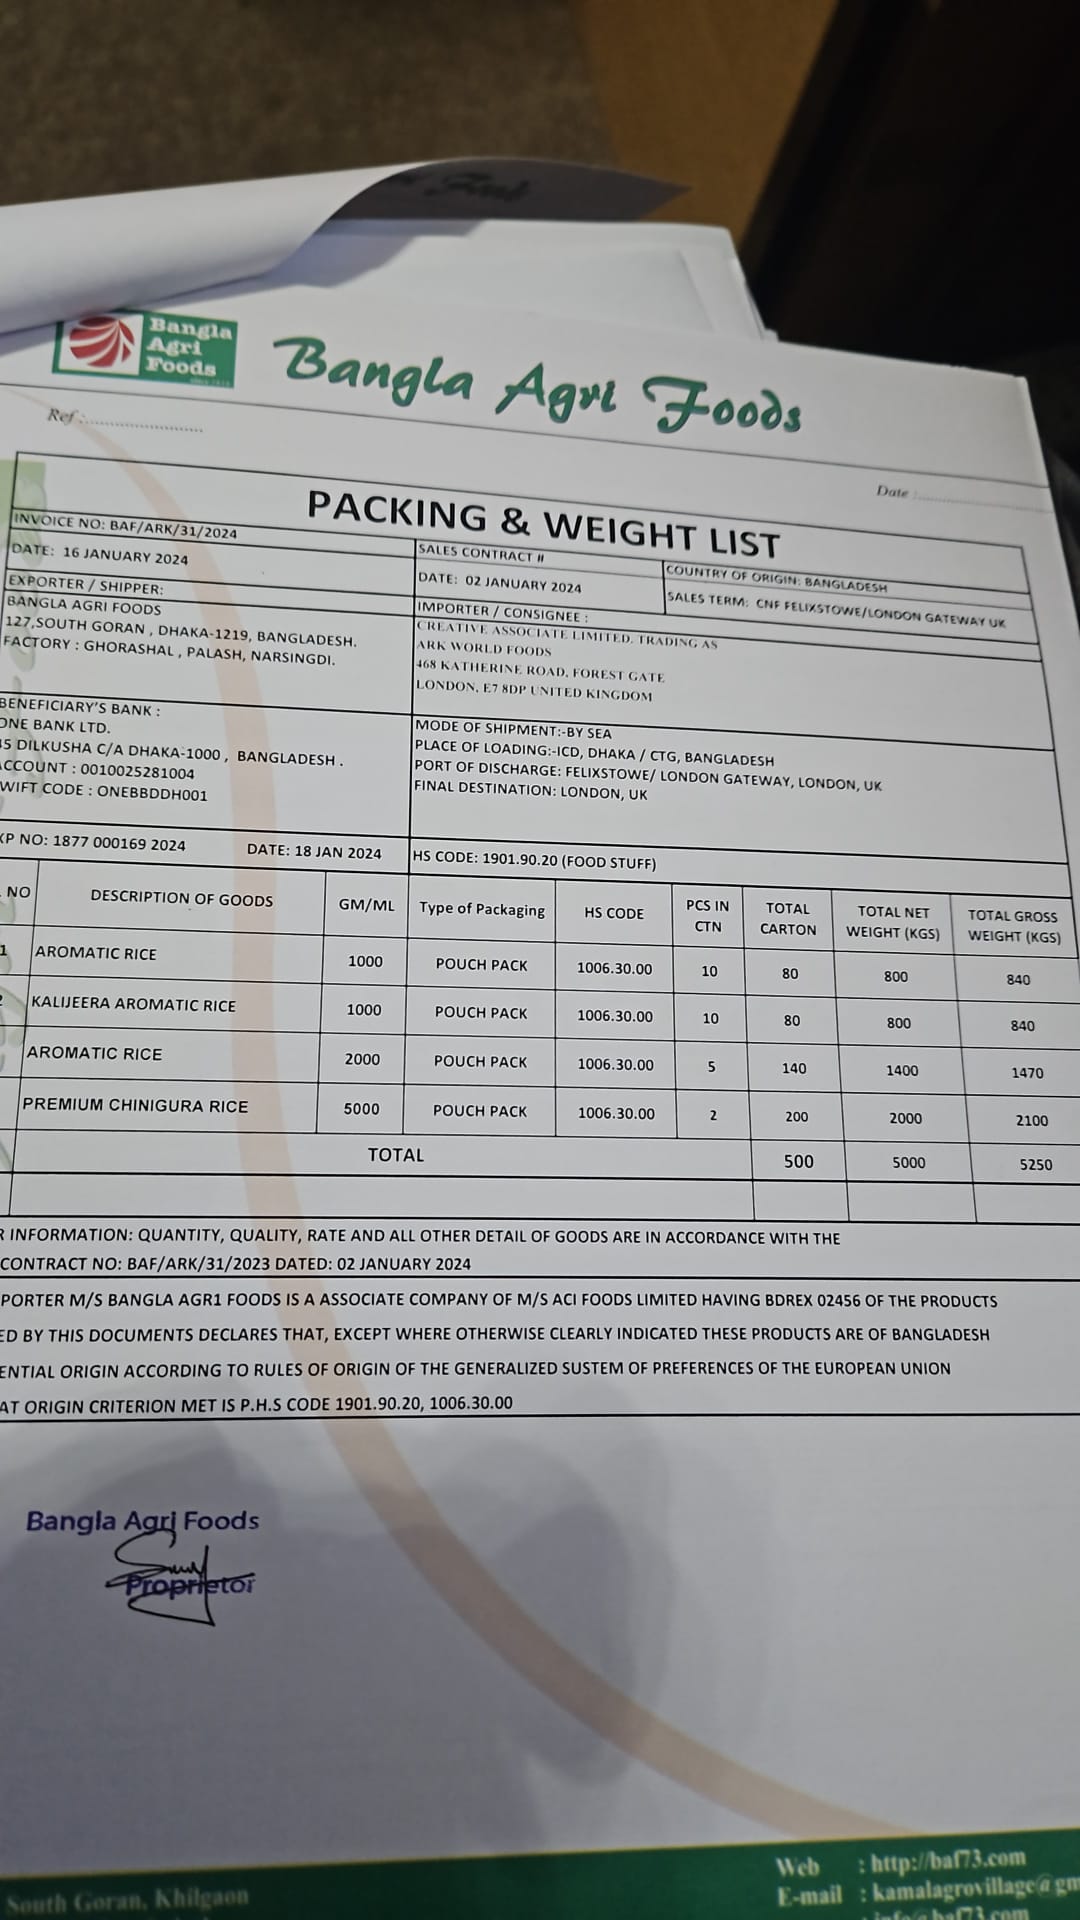 Bangla
Agri
Foods
Bangla Agri Foods
Ref :
Date :
PACKING & WEIGHT LIST
INVOICE NO: BAF/ARK/31/2024
DATE: 16 JANUARY 2024
SALES CONTRACT #
DATE: 02 JANUARY 2024
COUNTRY OF ORIGIN: BANGLADESH
SALES TERM: CNF FELIXSTOWE/LONDON GATEWAY UK
EXPORTER / SHIPPER:
BANGLA AGRI FOODS
127,SOUTH GORAN , DHAKA-1219, BANGLADESH.
FACTORY : GHORASHAL , PALASH, NARSINGDI.
IMPORTER / CONSIGNEE :
CREATIVE ASSOCIATE LIMITED. TRADING AS
ARK WORLD FOODS
468 KATHERINE ROAD, FOREST GATE
LONDON, E7 8DP UNITED KINGDOM
BENEFICIARY'S BANK :
ONE BANK LTD.
45 DILKUSHA C/A DHAKA-1000 , BANGLADESH .
ACCOUNT : 0010025281004
WIFT CODE : ONEBBDDH001
MODE OF SHIPMENT:-BY SEA
PLACE OF LOADING:-ICD, DHAKA / CTG, BANGLADESH
PORT OF DISCHARGE: FELIXSTOWE/ LONDON GATEWAY, LONDON, UK
FINAL DESTINATION: LONDON, UK
XP NO: 1877 000169 2024 DATE: 18 JAN 2024
HS CODE: 1901.90.20 (FOOD STUFF)
NO DESCRIPTION OF GOODS GM/ML Type of Packaging HS CODE PCS IN CTN TOTAL CARTON TOTAL NET WEIGHT (KGS) TOTAL GROSS WEIGHT (KGS)
1 AROMATIC RICE 1000 POUCH PACK 1006.30.00 10 80 800 840
2 KALIJEERA AROMATIC RICE 1000 POUCH PACK 1006.30.00 10 80 800 840
AROMATIC RICE 2000 POUCH PACK 1006.30.00 5 140 1400 1470
PREMIUM CHINIGURA RICE 5000 POUCH PACK 1006.30.00 2 200 2000 2100
TOTAL 500 5000 5250
R INFORMATION: QUANTITY, QUALITY, RATE AND ALL OTHER DETAIL OF GOODS ARE IN ACCORDANCE WITH THE
CONTRACT NO: BAF/ARK/31/2023 DATED: 02 JANUARY 2024
PORTER M/S BANGLA AGR1 FOODS IS A ASSOCIATE COMPANY OF M/S ACI FOODS LIMITED HAVING BDREX 02456 OF THE PRODUCTS
ED BY THIS DOCUMENTS DECLARES THAT, EXCEPT WHERE OTHERWISE CLEARLY INDICATED THESE PRODUCTS ARE OF BANGLADESH
ENTIAL ORIGIN ACCORDING TO RULES OF ORIGIN OF THE GENERALIZED SUSTEM OF PREFERENCES OF THE EUROPEAN UNION
AT ORIGIN CRITERION MET IS P.H.S CODE 1901.90.20, 1006.30.00
Bangla Agri Foods
Proprietor
South Goran, Khilgaon
Web : http://baf73.com
E-mail : kamalagrovillage@gm
: info@baf73.com